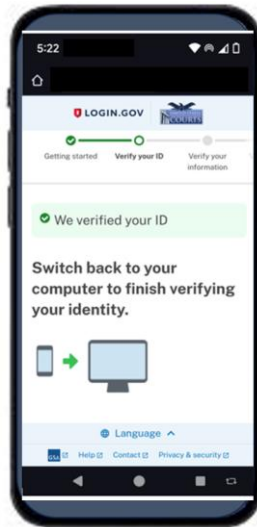 5:22
LOGIN.GOV
COURTS
Getting started Verify your ID Verify your
information
We verified your ID
Switch back to your
computer to finish verifying
your identity.
Language
GSA Help Contact Privacy & security